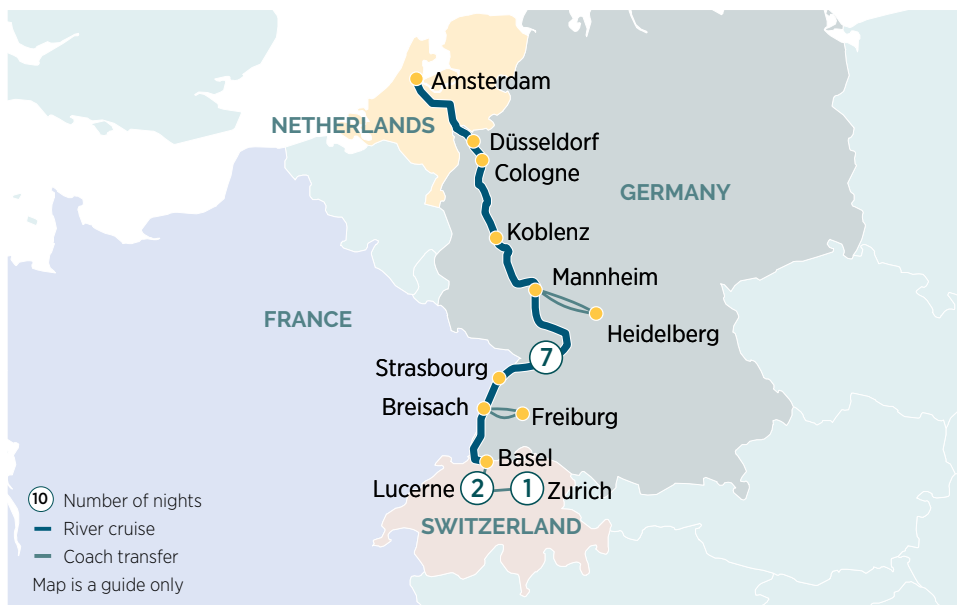 Amsterdam
NETHERLANDS
Düsseldorf
Cologne
GERMANY
Koblenz
Mannheim
FRANCE
Heidelberg
7
Strasbourg
Breisach
Freiburg
Basel
Lucerne 2 1 Zurich
SWITZERLAND
10 Number of nights
River cruise
Coach transfer
Map is a guide only